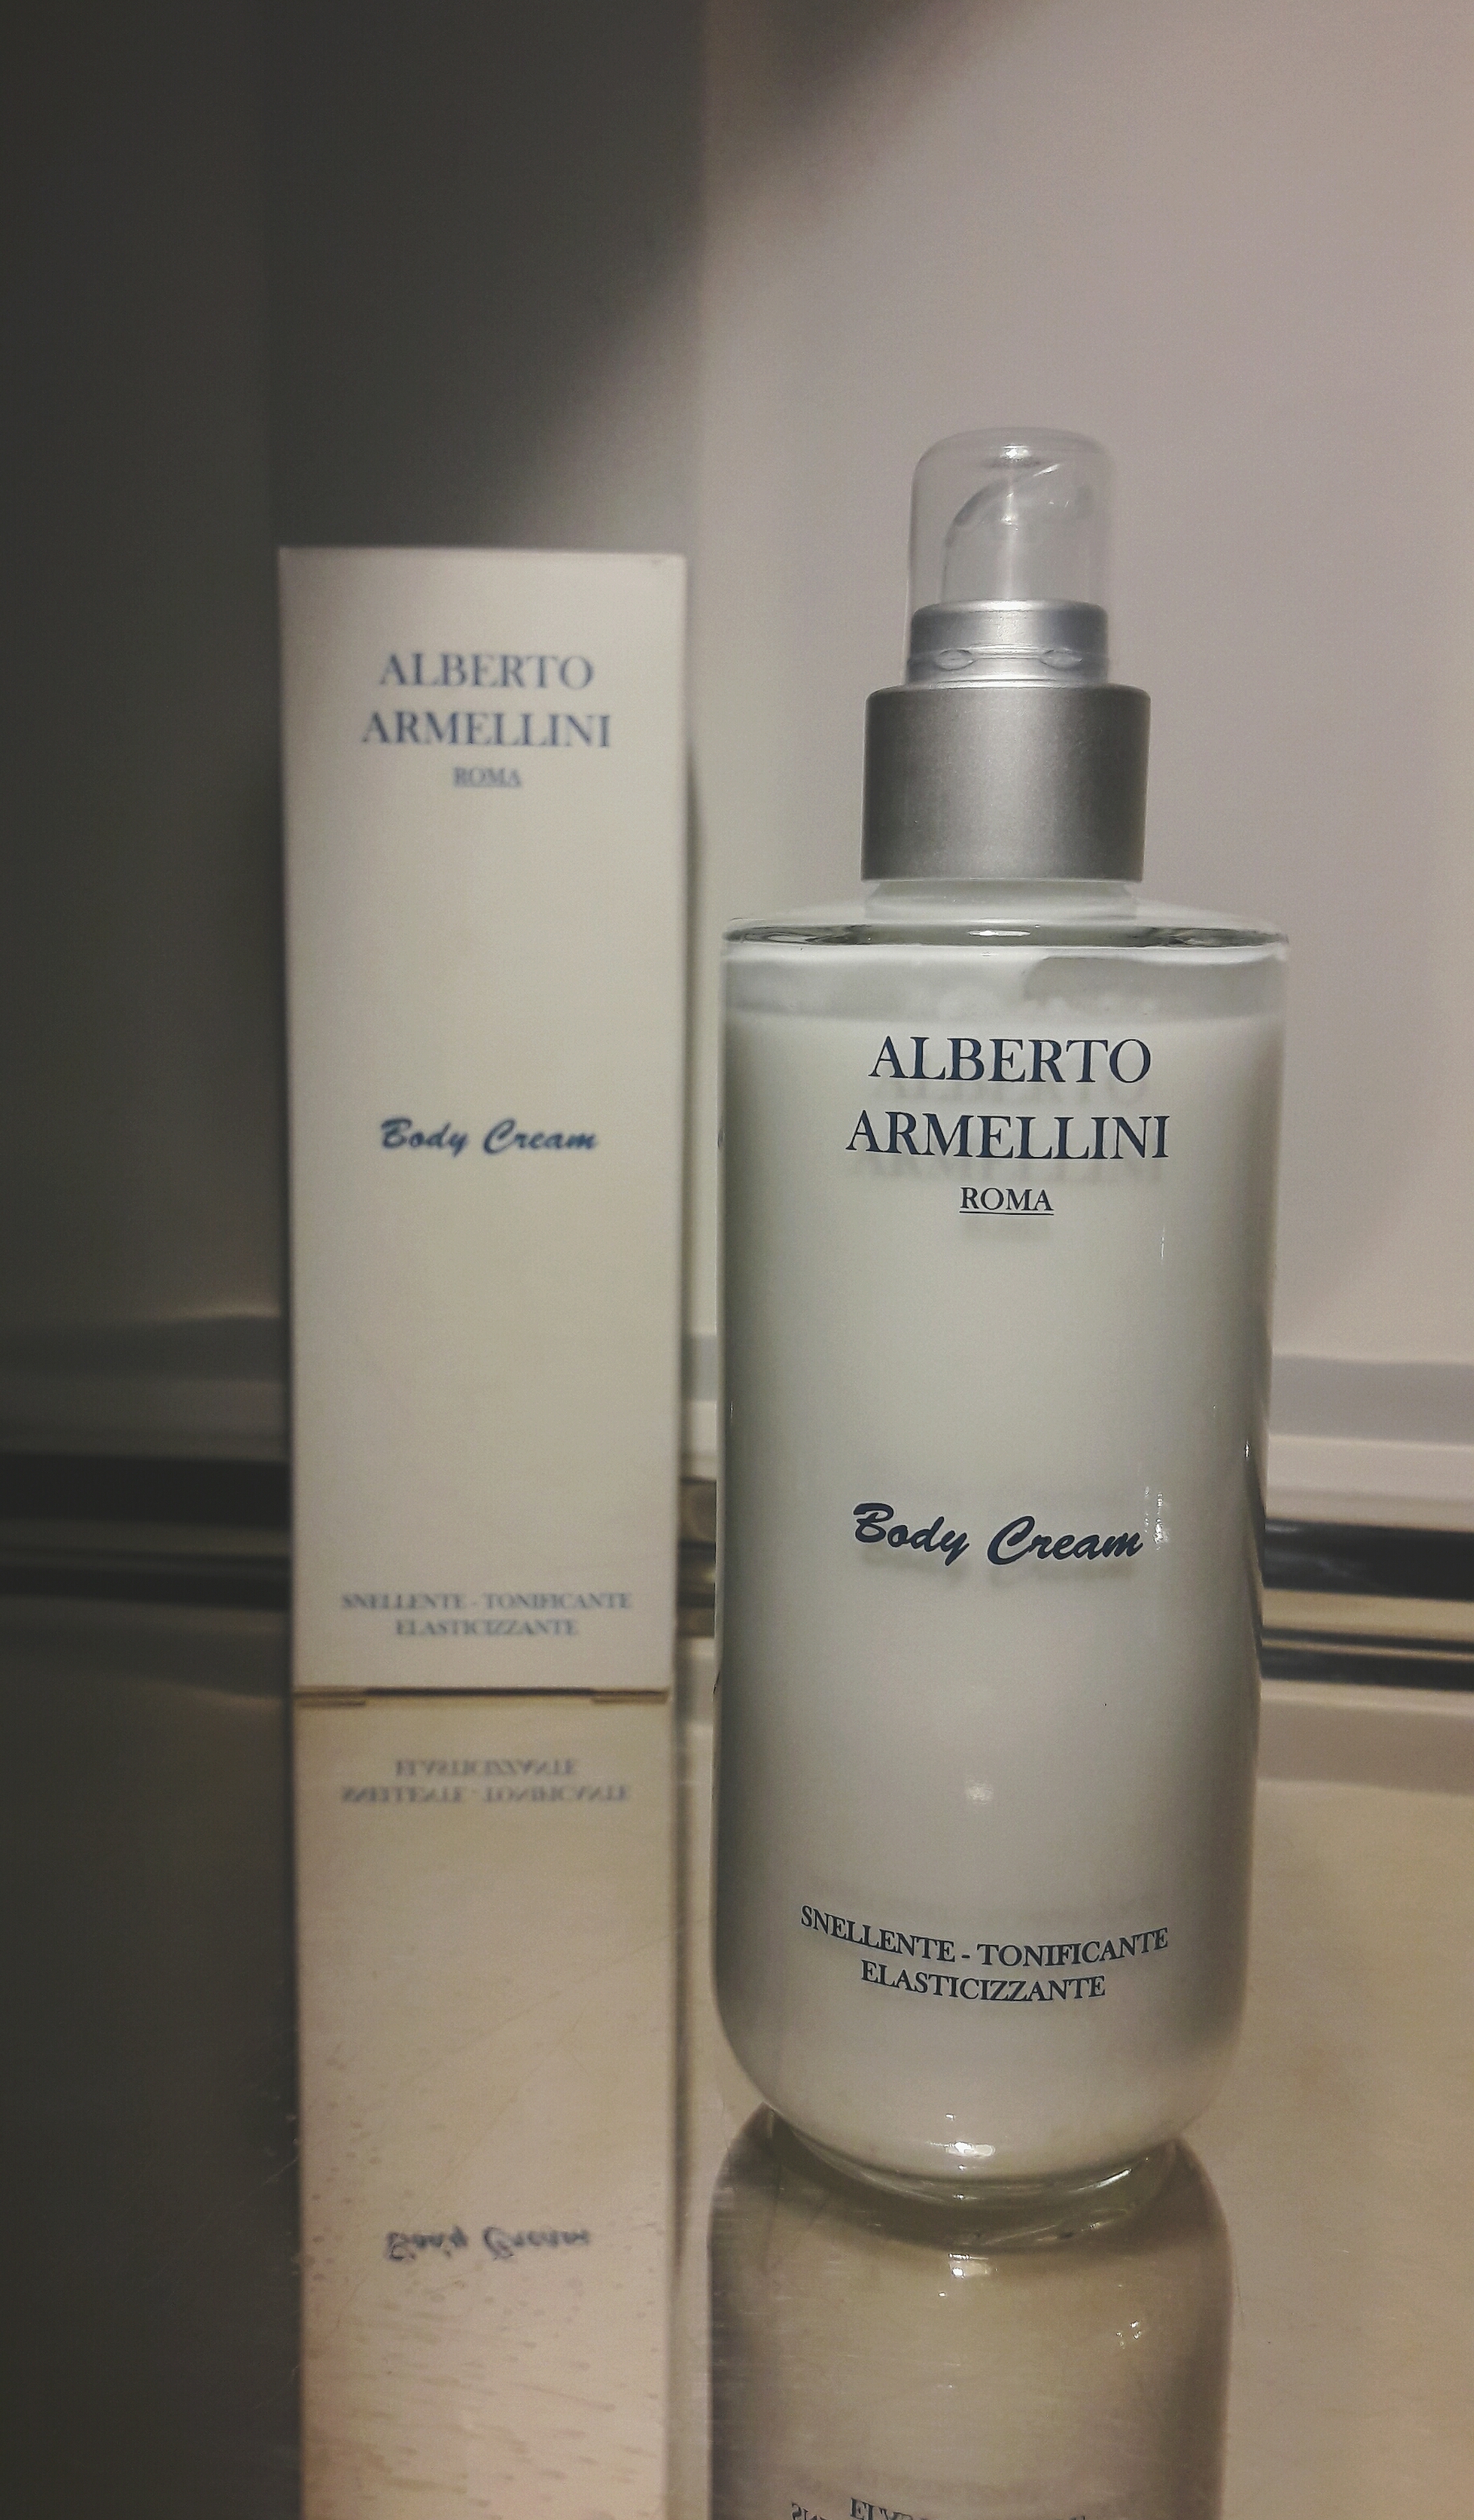 ALBERTO
ARMELLINI
ROMA
Body Cream
SNELLENTE - TONIFICANTE
ELASTICIZZANTE
ALBERTO
ARMELLINI
ROMA
Body Cream
SNELLENTE - TONIFICANTE
ELASTICIZZANTE